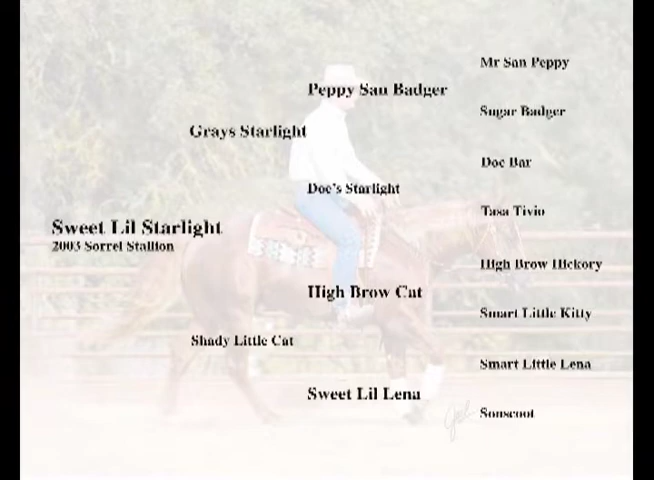 Mr San Peppy
Peppy San Badger
Sugar Badger
Grays Starlight
Doc Bar
Doc's Starlight
Tasa Tivio
Sweet Lil Starlight
2003 Sorrel Stallion
High Brow Hickory
High Brow Cat
Smart Little Kitty
Shady Little Cat
Smart Little Lena
Sweet Lil Lena
Sonscoot